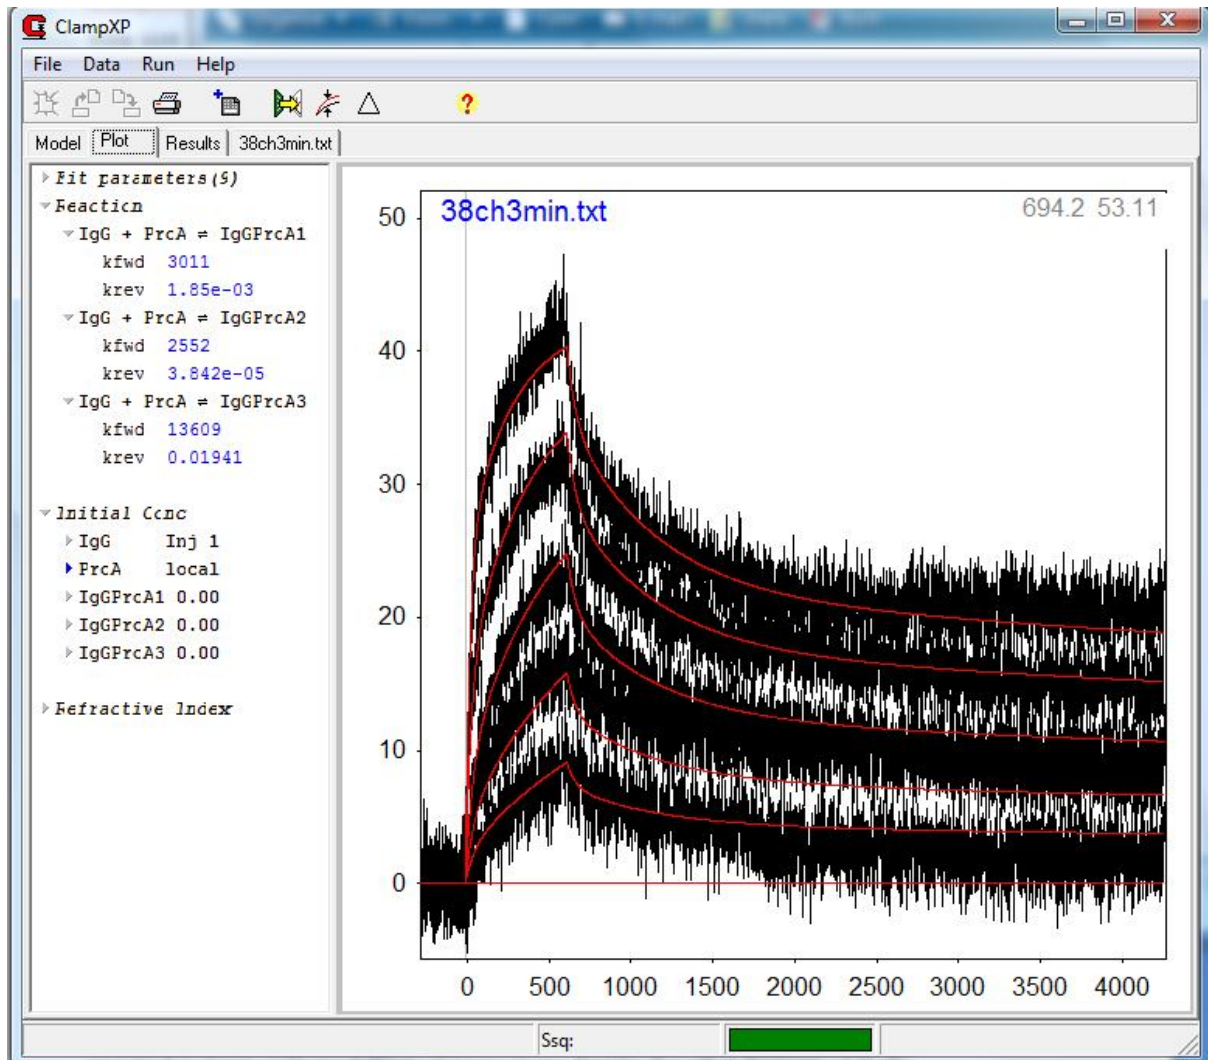 ClampXP
File Data Run Help
Model Plot Results 38ch3min.txt
Fit parameters(9)
Reaction
IgG + PrcA ⇌ IgGPrcA1
kfwd 3011
krev 1.85e-03
IgG + PrcA ⇌ IgGPrcA2
kfwd 2552
krev 3.842e-05
IgG + PrcA ⇌ IgGPrcA3
kfwd 13609
krev 0.01941
Initial Conc
IgG Inj 1
PrcA local
IgGPrcA1 0.00
IgGPrcA2 0.00
IgGPrcA3 0.00
Refractive Index
38ch3min.txt
694.2 53.11
50
40
30
20
10
0
0 500 1000 1500 2000 2500 3000 3500 4000
Ssq: